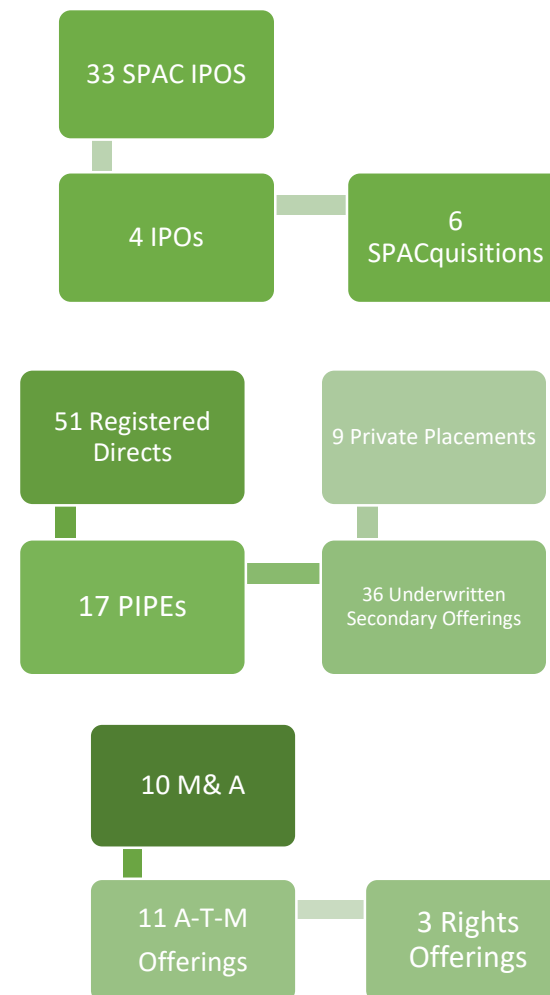 33 SPAC IPOS
4 IPOs
6
SPACquisitions
51 Registered
Directs
9 Private Placements
17 PIPEs
36 Underwritten
Secondary Offerings
10 M& A
11 A-T-M
Offerings
3 Rights
Offerings